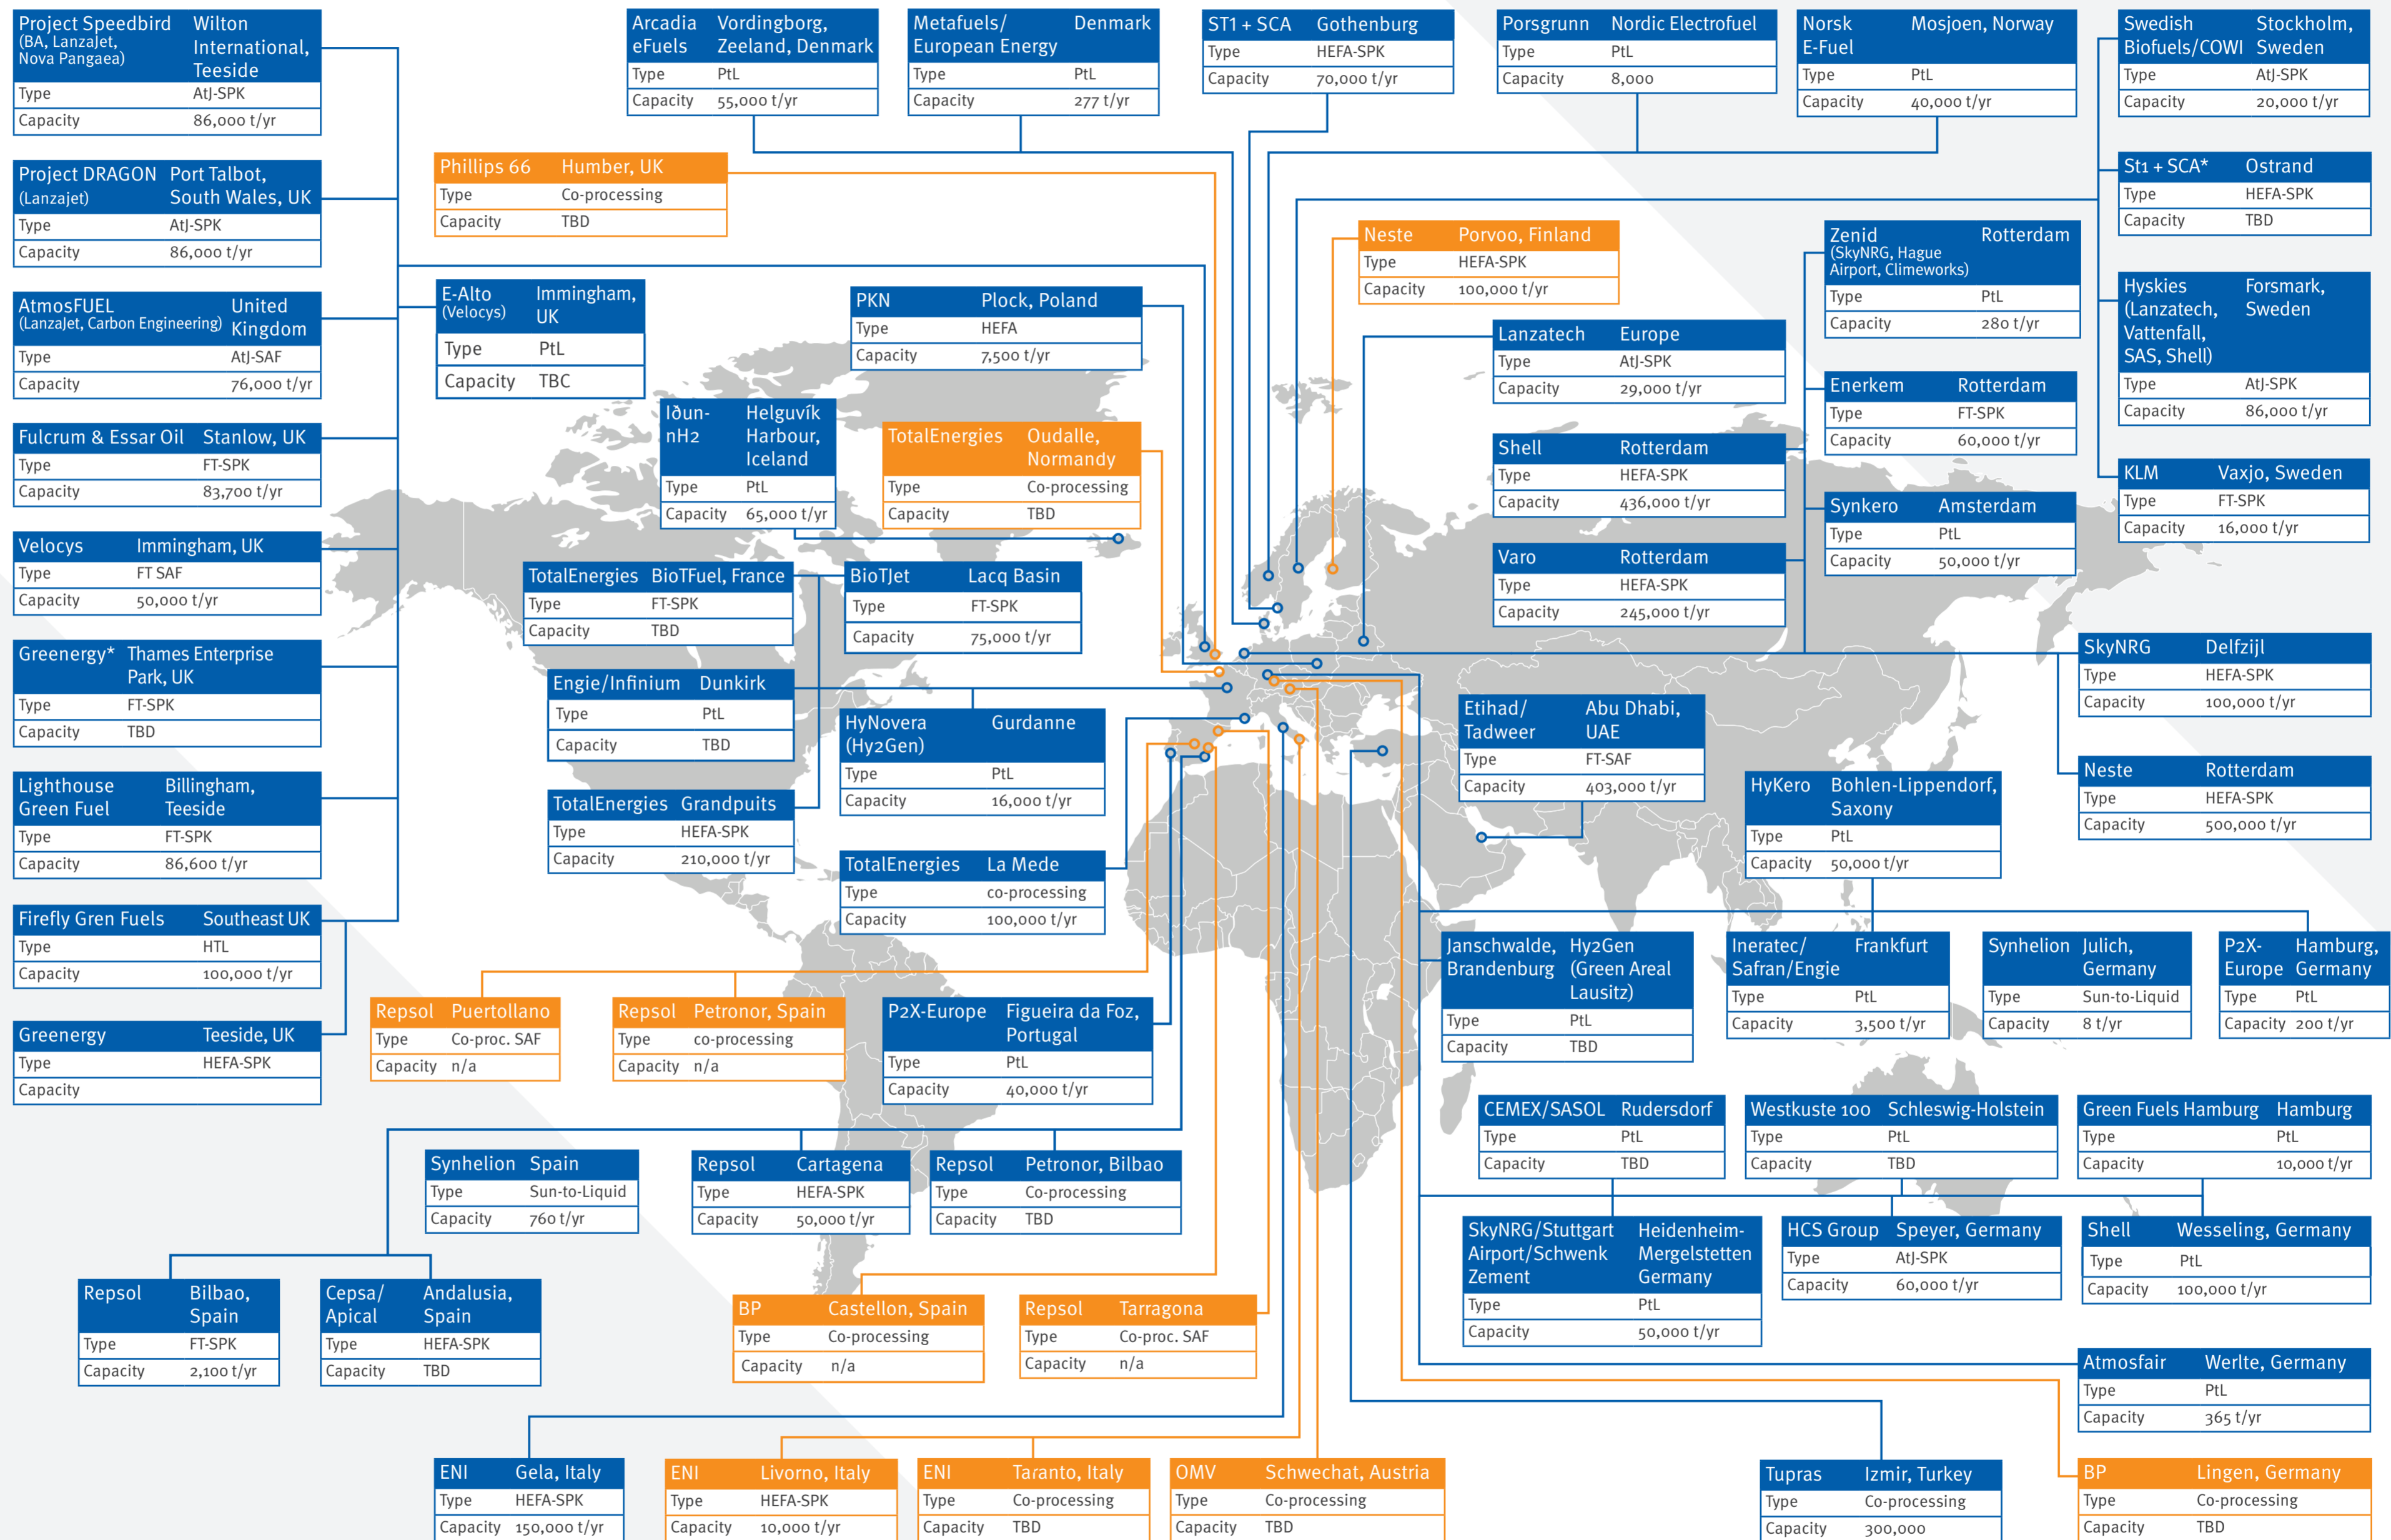 Project Speedbird Wilton
(BA, LanzaJet, International,
Nova Pangaea) Teeside
Type AtJ-SPK
Capacity 86,000 t/yr
Project DRAGON Port Talbot,
(Lanzajet) South Wales, UK
Type AtJ-SPK
Capacity 86,000 t/yr
AtmosFUEL United
(LanzaJet, Carbon Engineering) Kingdom
Type AtJ-SAF
Capacity 76,000 t/yr
Fulcrum & Essar Oil Stanlow, UK
Type FT-SPK
Capacity 83,700 t/yr
Velocys Immingham, UK
Type FT SAF
Capacity 50,000 t/yr
Greenergy* Thames Enterprise
Park, UK
Type FT-SPK
Capacity TBD
Lighthouse Billingham,
Green Fuel Teeside
Type FT-SPK
Capacity 86,600 t/yr
Firefly Gren Fuels Southeast UK
Type HTL
Capacity 100,000 t/yr
Greenergy Teeside, UK
Type HEFA-SPK
Capacity
Arcadia Vordingborg,
eFuels Zeeland, Denmark
Type PtL
Capacity 55,000 t/yr
Metafuels/ Denmark
European Energy
Type PtL
Capacity 277 t/yr
ST1 + SCA Gothenburg
Type HEFA-SPK
Capacity 70,000 t/yr
Porsgrunn Nordic Electrofuel
Type PtL
Capacity 8,000
Norsk Mosjoen, Norway
E-Fuel
Type PtL
Capacity 40,000 t/yr
Swedish Stockholm,
Biofuels/COWI Sweden
Type AtJ-SPK
Capacity 20,000 t/yr
Phillips 66 Humber, UK
Type Co-processing
Capacity TBD
St1 + SCA* Ostrand
Type HEFA-SPK
Capacity TBD
Neste Porvoo, Finland
Type HEFA-SPK
Capacity 100,000 t/yr
Zenid Rotterdam
(SkyNRG, Hague
Airport, Climeworks)
Type PtL
Capacity 280 t/yr
Hyskies Forsmark,
(Lanzatech, Sweden
Vattenfall,
SAS, Shell)
Type AtJ-SPK
Capacity 86,000 t/yr
E-Alto Immingham,
(Velocys) UK
Type PtL
Capacity TBC
PKN Plock, Poland
Type HEFA
Capacity 7,500 t/yr
Lanzatech Europe
Type AtJ-SPK
Capacity 29,000 t/yr
Enerkem Rotterdam
Type FT-SPK
Capacity 60,000 t/yr
Iðun- Helguvík
nH2 Harbour,
Iceland
Type PtL
Capacity 65,000 t/yr
TotalEnergies Oudalle,
Normandy
Type Co-processing
Capacity TBD
Shell Rotterdam
Type HEFA-SPK
Capacity 436,000 t/yr
KLM Vaxjo, Sweden
Type FT-SPK
Capacity 16,000 t/yr
Synkero Amsterdam
Type PtL
Capacity 50,000 t/yr
Varo Rotterdam
Type HEFA-SPK
Capacity 245,000 t/yr
TotalEnergies BioTFuel, France
Type FT-SPK
Capacity TBD
BioTJet Lacq Basin
Type FT-SPK
Capacity 75,000 t/yr
SkyNRG Delfzijl
Type HEFA-SPK
Capacity 100,000 t/yr
Engie/Infinium Dunkirk
Type PtL
Capacity TBD
HyNovera Gurdanne
(Hy2Gen)
Type PtL
Capacity 16,000 t/yr
Etihad/ Abu Dhabi,
Tadweer UAE
Type FT-SAF
Capacity 403,000 t/yr
Neste Rotterdam
Type HEFA-SPK
Capacity 500,000 t/yr
HyKero Bohlen-Lippendorf,
Saxony
Type PtL
Capacity 50,000 t/yr
TotalEnergies Grandpuits
Type HEFA-SPK
Capacity 210,000 t/yr
TotalEnergies La Mede
Type co-processing
Capacity 100,000 t/yr
Janschwalde, Hy2Gen
Brandenburg (Green Areal
Lausitz)
Type PtL
Capacity TBD
Ineratec/ Frankfurt
Safran/Engie
Type PtL
Capacity 3,500 t/yr
Synhelion Julich,
Germany
Type Sun-to-Liquid
Capacity 8 t/yr
P2X- Hamburg,
Europe Germany
Type PtL
Capacity 200 t/yr
Repsol Puertollano
Type Co-proc. SAF
Capacity n/a
Repsol Petronor, Spain
Type co-processing
Capacity n/a
P2X-Europe Figueira da Foz,
Portugal
Type PtL
Capacity 40,000 t/yr
CEMEX/SASOL Rudersdorf
Type PtL
Capacity TBD
Westkuste 100 Schleswig-Holstein
Type PtL
Capacity TBD
Green Fuels Hamburg Hamburg
Type PtL
Capacity 10,000 t/yr
Synhelion Spain
Type Sun-to-Liquid
Capacity 760 t/yr
Repsol Cartagena
Type HEFA-SPK
Capacity 50,000 t/yr
Repsol Petronor, Bilbao
Type Co-processing
Capacity TBD
SkyNRG/Stuttgart Heidenheim-
Airport/Schwenk Mergelstetten
Zement Germany
Type PtL
Capacity 50,000 t/yr
HCS Group Speyer, Germany
Type AtJ-SPK
Capacity 60,000 t/yr
Shell Wesseling, Germany
Type PtL
Capacity 100,000 t/yr
Repsol Bilbao,
Spain
Type FT-SPK
Capacity 2,100 t/yr
Cepsa/ Andalusia,
Apical Spain
Type HEFA-SPK
Capacity TBD
BP Castellon, Spain
Type Co-processing
Capacity n/a
Repsol Tarragona
Type Co-proc. SAF
Capacity n/a
Atmosfair Werlte, Germany
Type PtL
Capacity 365 t/yr
ENI Gela, Italy
Type HEFA-SPK
Capacity 150,000 t/yr
ENI Livorno, Italy
Type HEFA-SPK
Capacity 10,000 t/yr
ENI Taranto, Italy
Type Co-processing
Capacity TBD
OMV Schwechat, Austria
Type Co-processing
Capacity TBD
Tupras Izmir, Turkey
Type Co-processing
Capacity 300,000
BP Lingen, Germany
Type Co-processing
Capacity TBD